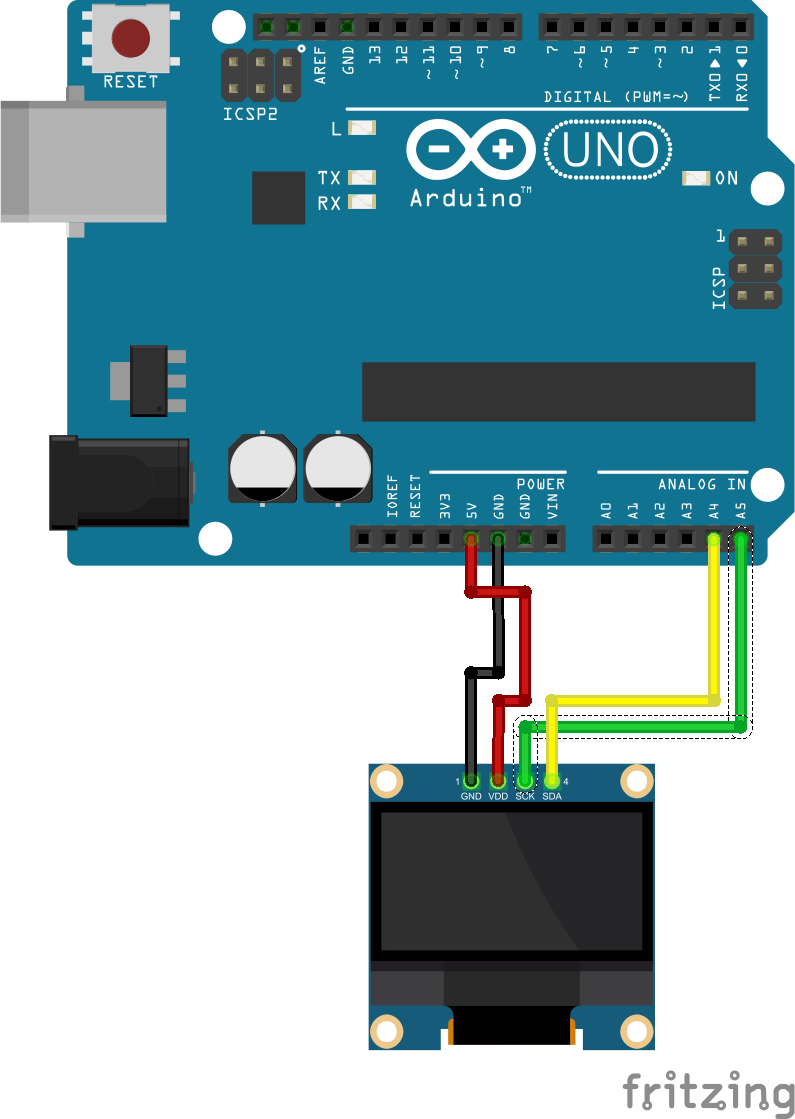 RESET
ICSP2
AREF
GND
13
12
~11
~10
~9
8
7
~6
~5
4
~3
2
TX0▶1
RX0◀0
DIGITAL (PWM=~)
L
TX
RX
Arduino™
UNO
ON
1
ICSP
POWER
ANALOG IN
IOREF
RESET
3V3
5V
GND
GND
VIN
A0
A1
A2
A3
A4
A5
1
4
GND VDD SCK SDA
fritzing